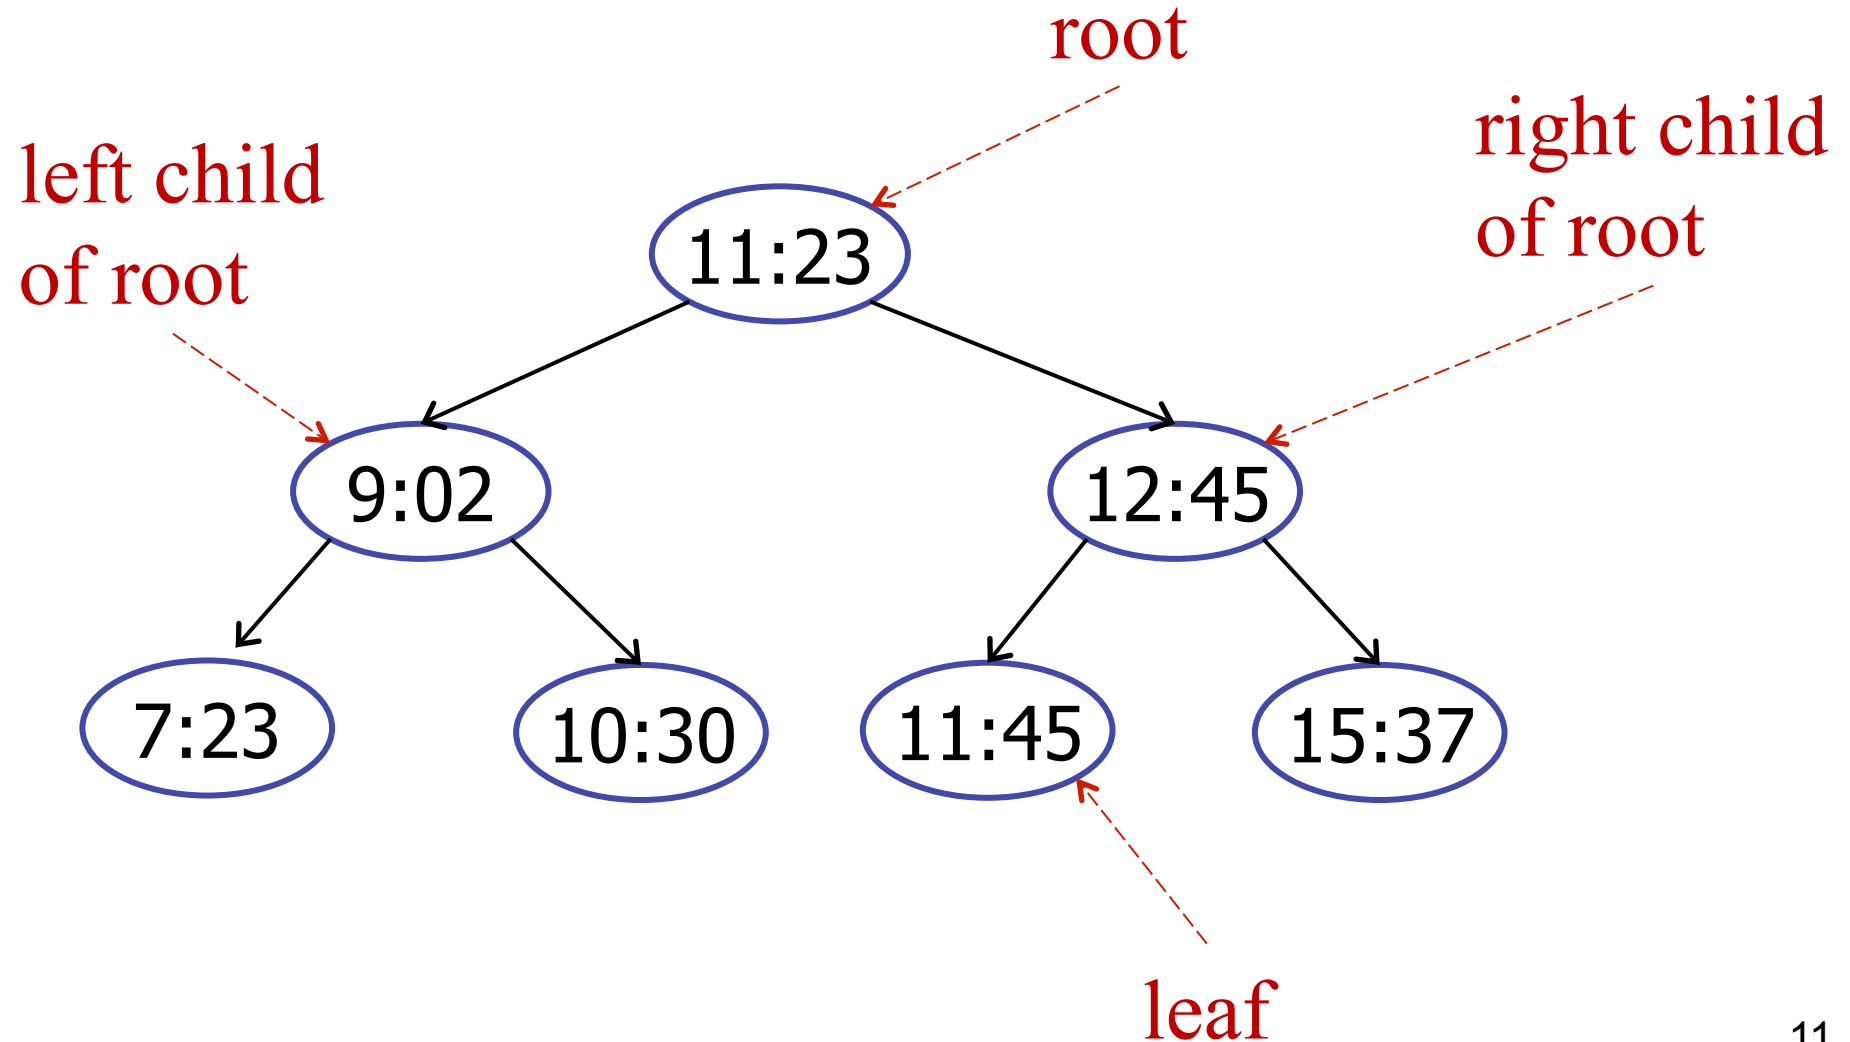 root
right child
of root
left child
of root
11:23
9:02
12:45
7:23
10:30
11:45
15:37
leaf
11